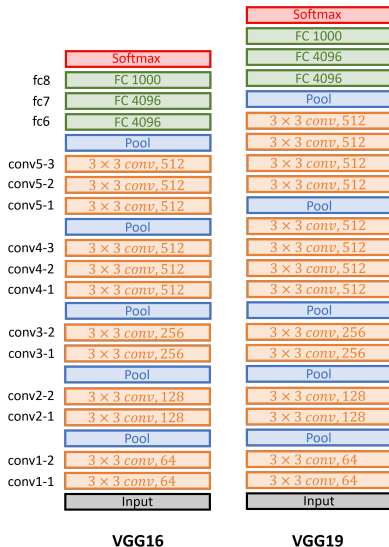 Softmax
fc8 FC 1000
fc7 FC 4096
fc6 FC 4096
Pool
conv5-3 3 × 3 conv, 512
conv5-2 3 × 3 conv, 512
conv5-1 3 × 3 conv, 512
Pool
conv4-3 3 × 3 conv, 512
conv4-2 3 × 3 conv, 512
conv4-1 3 × 3 conv, 512
Pool
conv3-2 3 × 3 conv, 256
conv3-1 3 × 3 conv, 256
Pool
conv2-2 3 × 3 conv, 128
conv2-1 3 × 3 conv, 128
Pool
conv1-2 3 × 3 conv, 64
conv1-1 3 × 3 conv, 64
Input
VGG16
Softmax
FC 1000
FC 4096
FC 4096
Pool
3 × 3 conv, 512
3 × 3 conv, 512
3 × 3 conv, 512
3 × 3 conv, 512
Pool
3 × 3 conv, 512
3 × 3 conv, 512
3 × 3 conv, 512
3 × 3 conv, 512
Pool
3 × 3 conv, 256
3 × 3 conv, 256
Pool
3 × 3 conv, 128
3 × 3 conv, 128
Pool
3 × 3 conv, 64
3 × 3 conv, 64
Input
VGG19